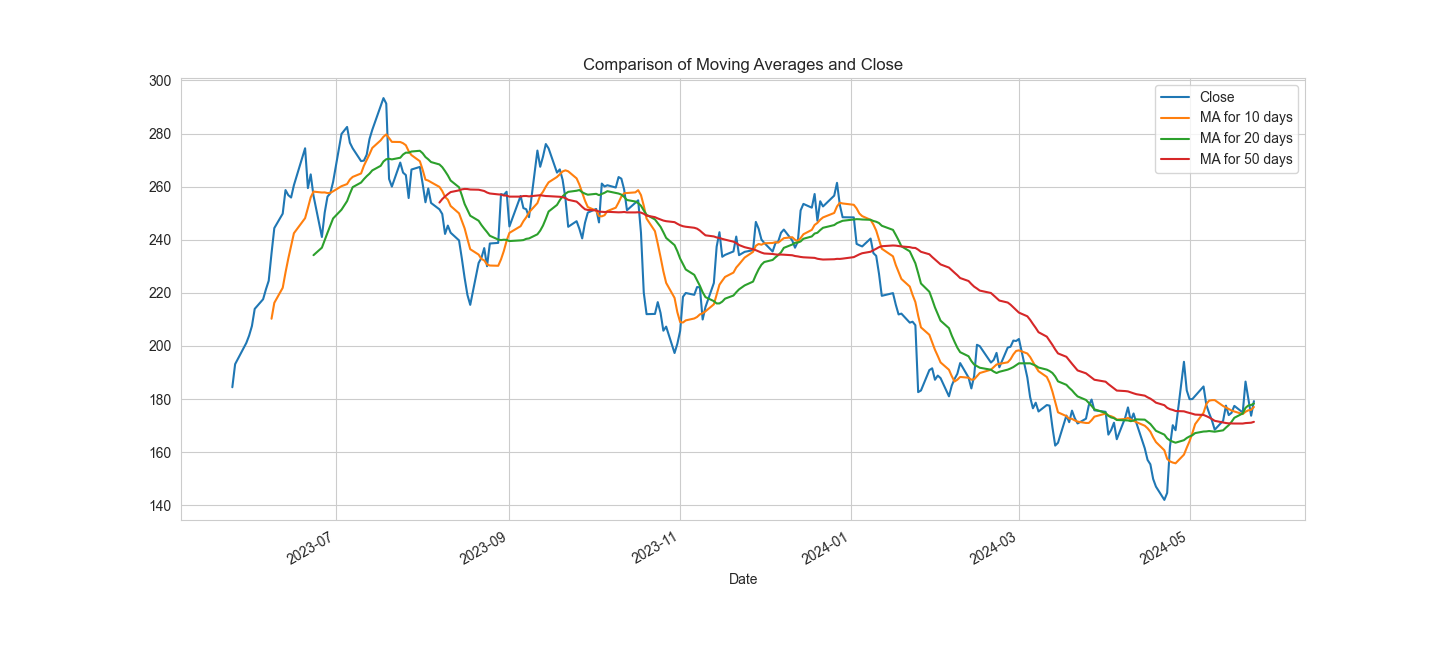 Comparison of Moving Averages and Close
Close
MA for 10 days
MA for 20 days
MA for 50 days
300
280
260
240
220
200
180
160
140
2023-07
2023-09
2023-11
2024-01
2024-03
2024-05
Date